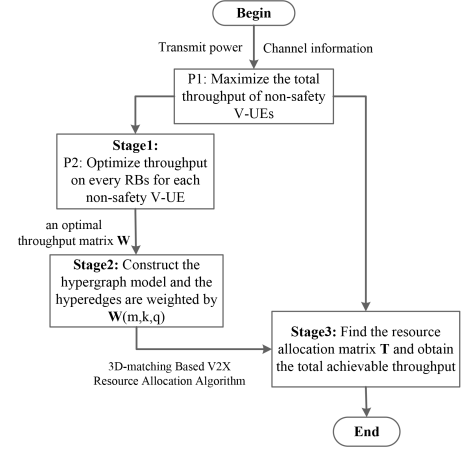 Begin
Transmit power
Channel information
P1: Maximize the total
throughput of non-safety
V-UEs
Stage1:
P2: Optimize throughput
on every RBs for each
non-safety V-UE
an optimal
throughput matrix W
Stage2: Construct the
hypergraph model and the
hyperedges are weighted by
W(m,k,q)
3D-matching Based V2X
Resource Allocation Algorithm
Stage3: Find the resource
allocation matrix T and obtain
the total achievable throughput
End